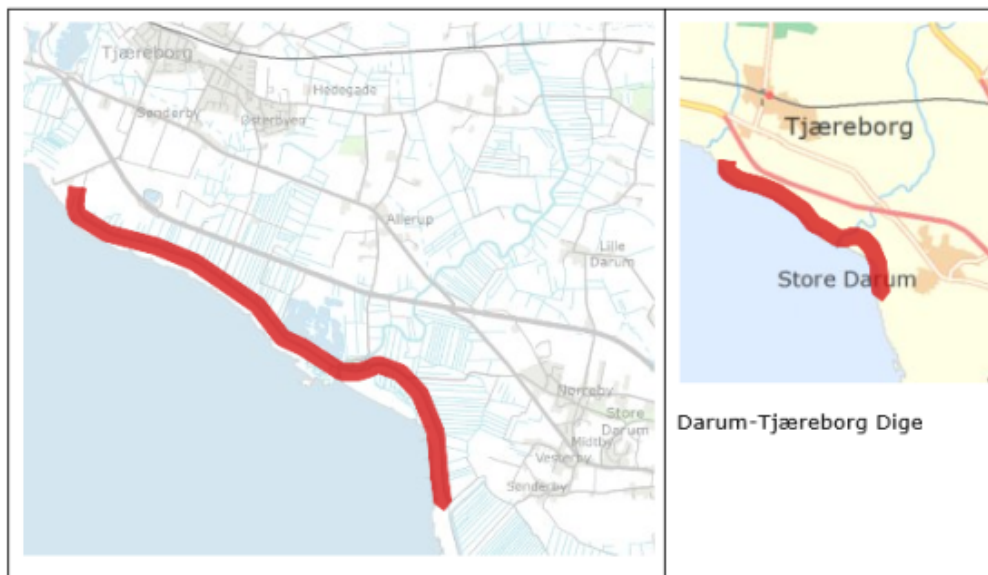 Tjæreborg
Hedegade
Sønderby
Østerbyen
Allerup
Lille
Darum
Nørreby
Store
Darum
Midtby
Vesterby
Sønderby
Tjæreborg
Store Darum
Darum-Tjæreborg Dige